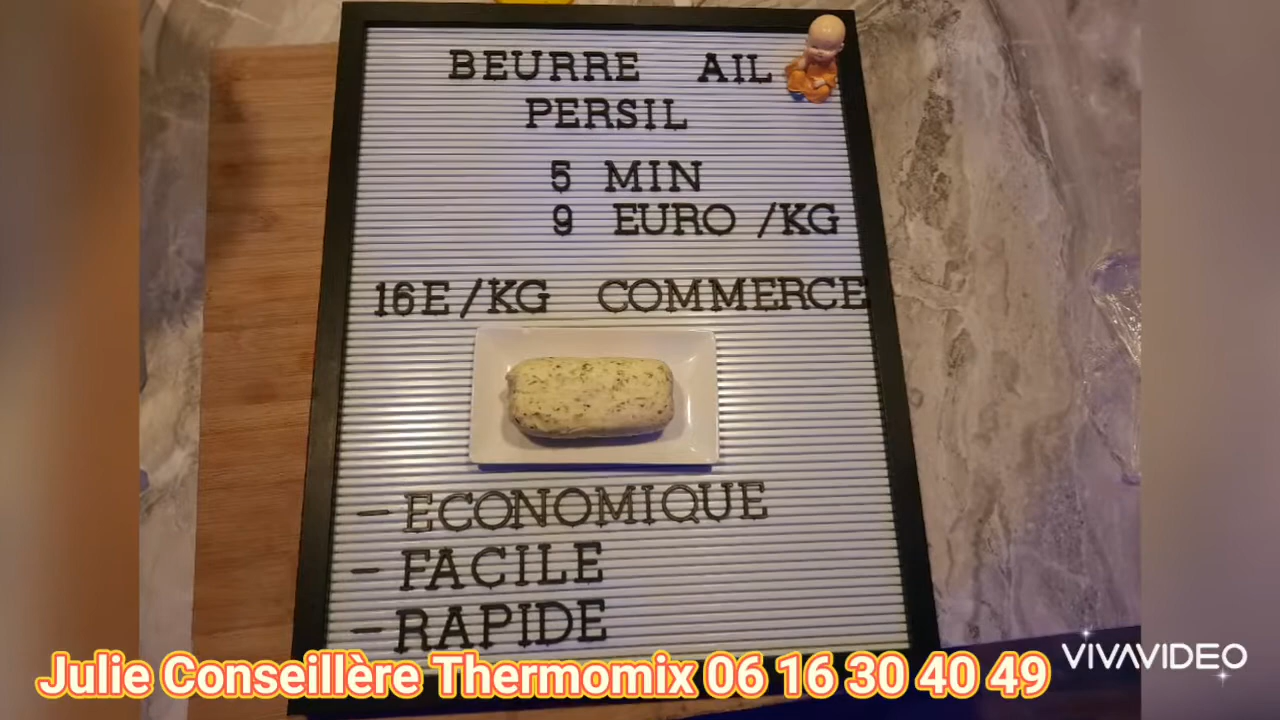 BEURRE AIL
PERSIL
5 MIN
9 EURO /KG
16E/KG COMMERCE
- ECONOMIQUE
- FACILE
- RAPIDE
Julie Conseillère Thermomix 06 16 30 40 49
VIVAVIDEO